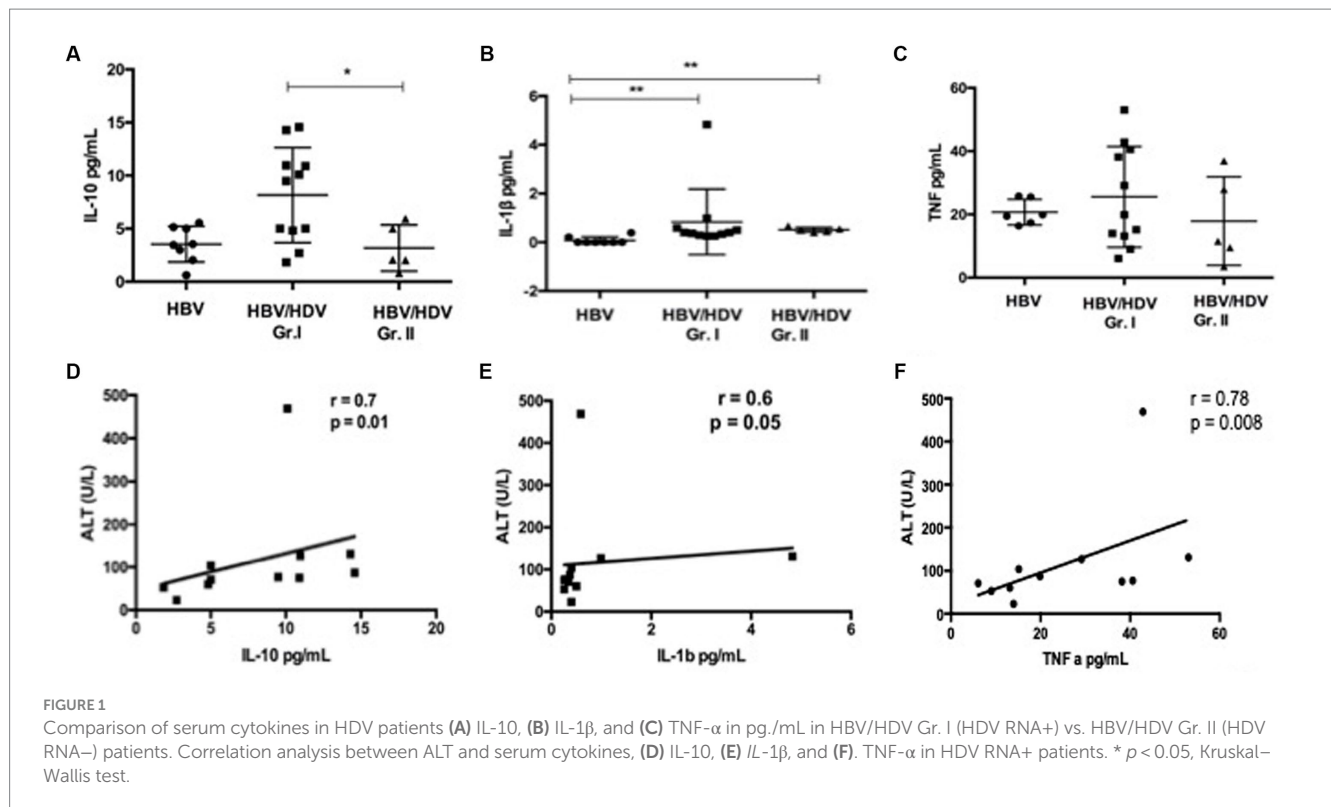 A
B
C
20
15
10
5
0
IL-10 pg/mL
*
HBV
HBV/HDV
Gr.I
HBV/HDV
Gr. II
6
4
2
0
-2
IL-1β pg/mL
**
**
HBV
HBV/HDV
Gr. I
HBV/HDV
Gr. II
60
40
20
0
TNF pg/mL
HBV
HBV/HDV
Gr. I
HBV/HDV
Gr. II
D
E
F
500
400
300
200
100
0
ALT (U/L)
r = 0.7
p = 0.01
0 5 10 15 20
IL-10 pg/mL
500
400
300
200
100
0
ALT (U/L)
r = 0.6
p = 0.05
0 2 4 6
IL-1b pg/mL
500
400
300
200
100
0
ALT (U/L)
r = 0.78
p = 0.008
0 20 40 60
TNF a pg/mL
FIGURE 1
Comparison of serum cytokines in HDV patients (A) IL-10, (B) IL-1β, and (C) TNF-α in pg./mL in HBV/HDV Gr. I (HDV RNA+) vs. HBV/HDV Gr. II (HDV
RNA–) patients. Correlation analysis between ALT and serum cytokines, (D) IL-10, (E) IL-1β, and (F). TNF-α in HDV RNA+ patients. * p < 0.05, Kruskal–
Wallis test.